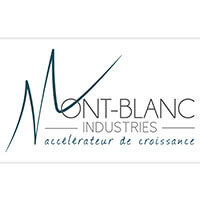 MONT-BLANC
INDUSTRIES
accélérateur de croissance